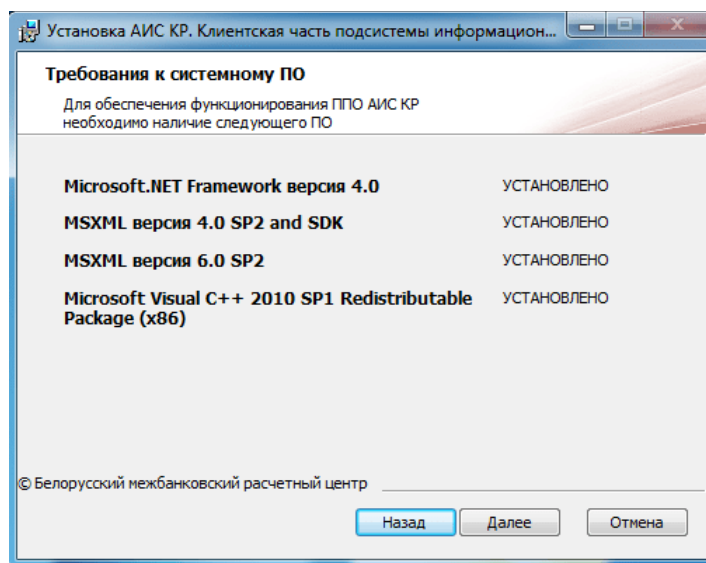 Установка АИС КР. Клиентская часть подсистемы информацион...
Требования к системному ПО
Для обеспечения функционирования ППО АИС КР
необходимо наличие следующего ПО
Microsoft.NET Framework версия 4.0 УСТАНОВЛЕНО
MSXML версия 4.0 SP2 and SDK УСТАНОВЛЕНО
MSXML версия 6.0 SP2 УСТАНОВЛЕНО
Microsoft Visual C++ 2010 SP1 Redistributable УСТАНОВЛЕНО
Package (x86)
© Белорусский межбанковский расчетный центр
Назад Далее Отмена